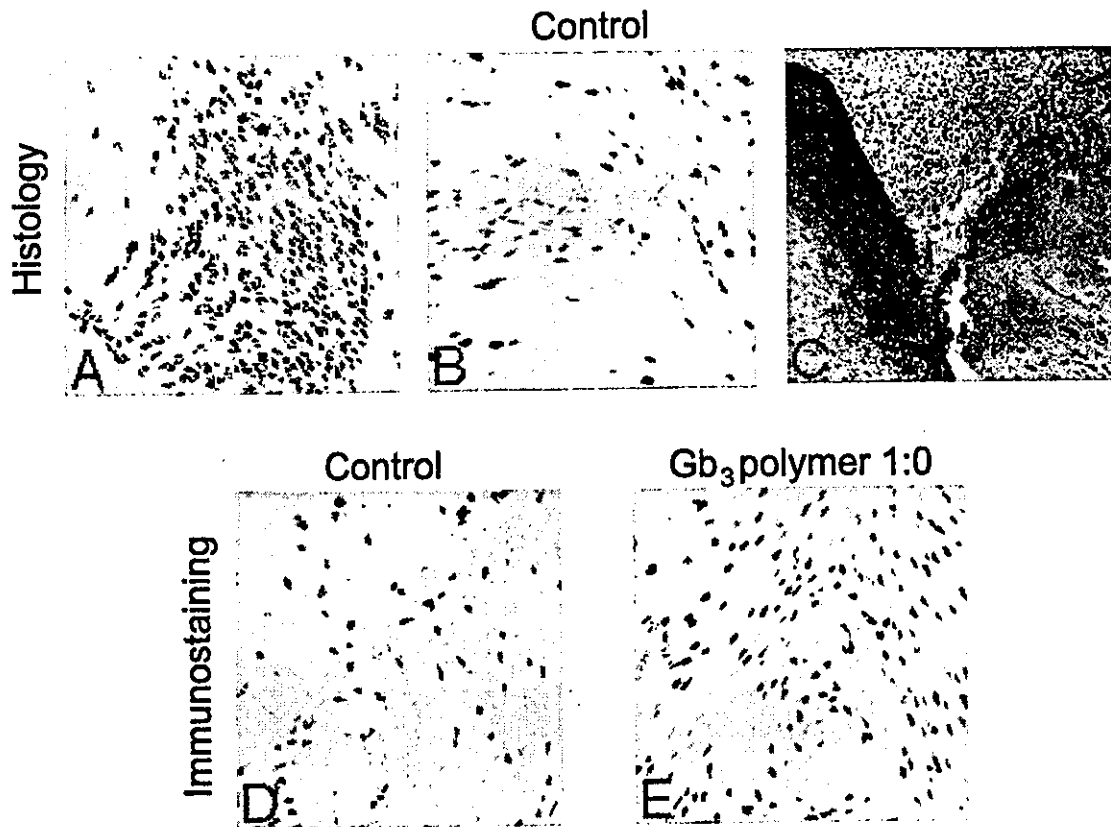 Control
Histology
A
B
C
Control
Gb₃polymer 1:0
Immunostaining
D
E